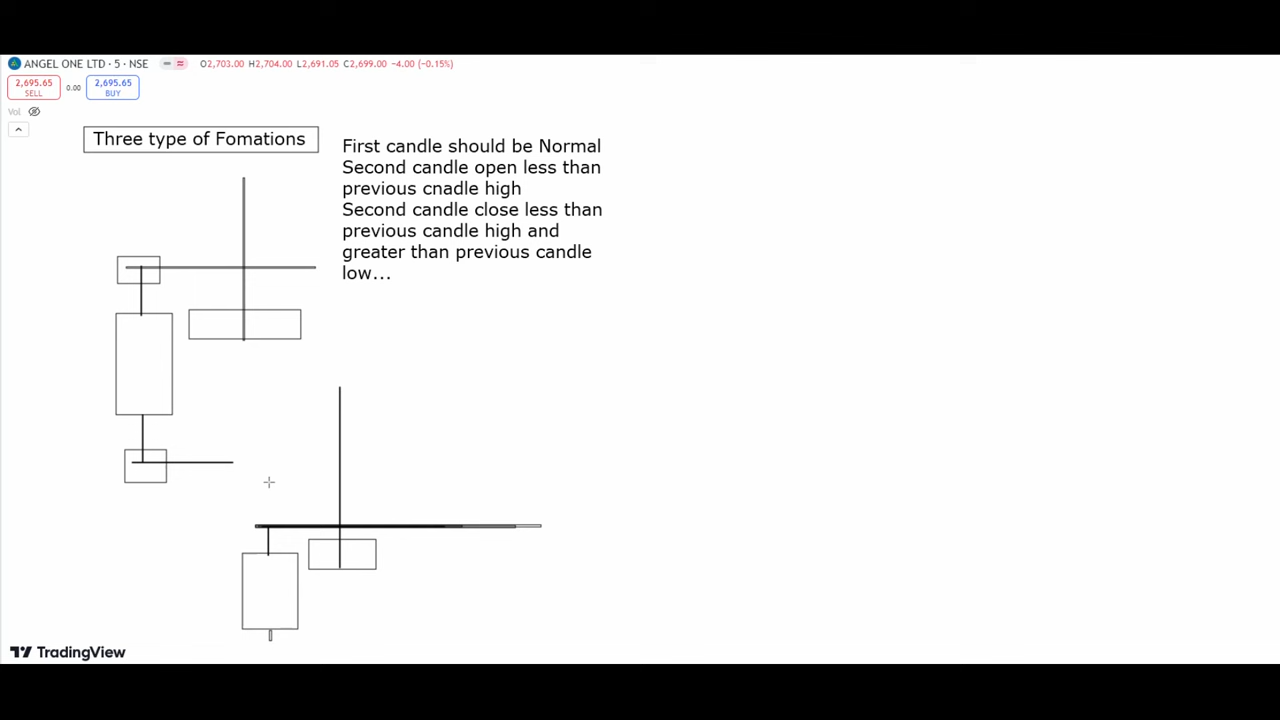 ANGEL ONE LTD · 5 · NSE
O2,703.00 H2,704.00 L2,691.05 C2,699.00 −4.00 (−0.15%)
2,695.65 0.00 2,695.65
SELL BUY
Vol
Three type of Fomations
First candle should be Normal
Second candle open less than
previous cnadle high
Second candle close less than
previous candle high and
greater than previous candle
low...
TradingView